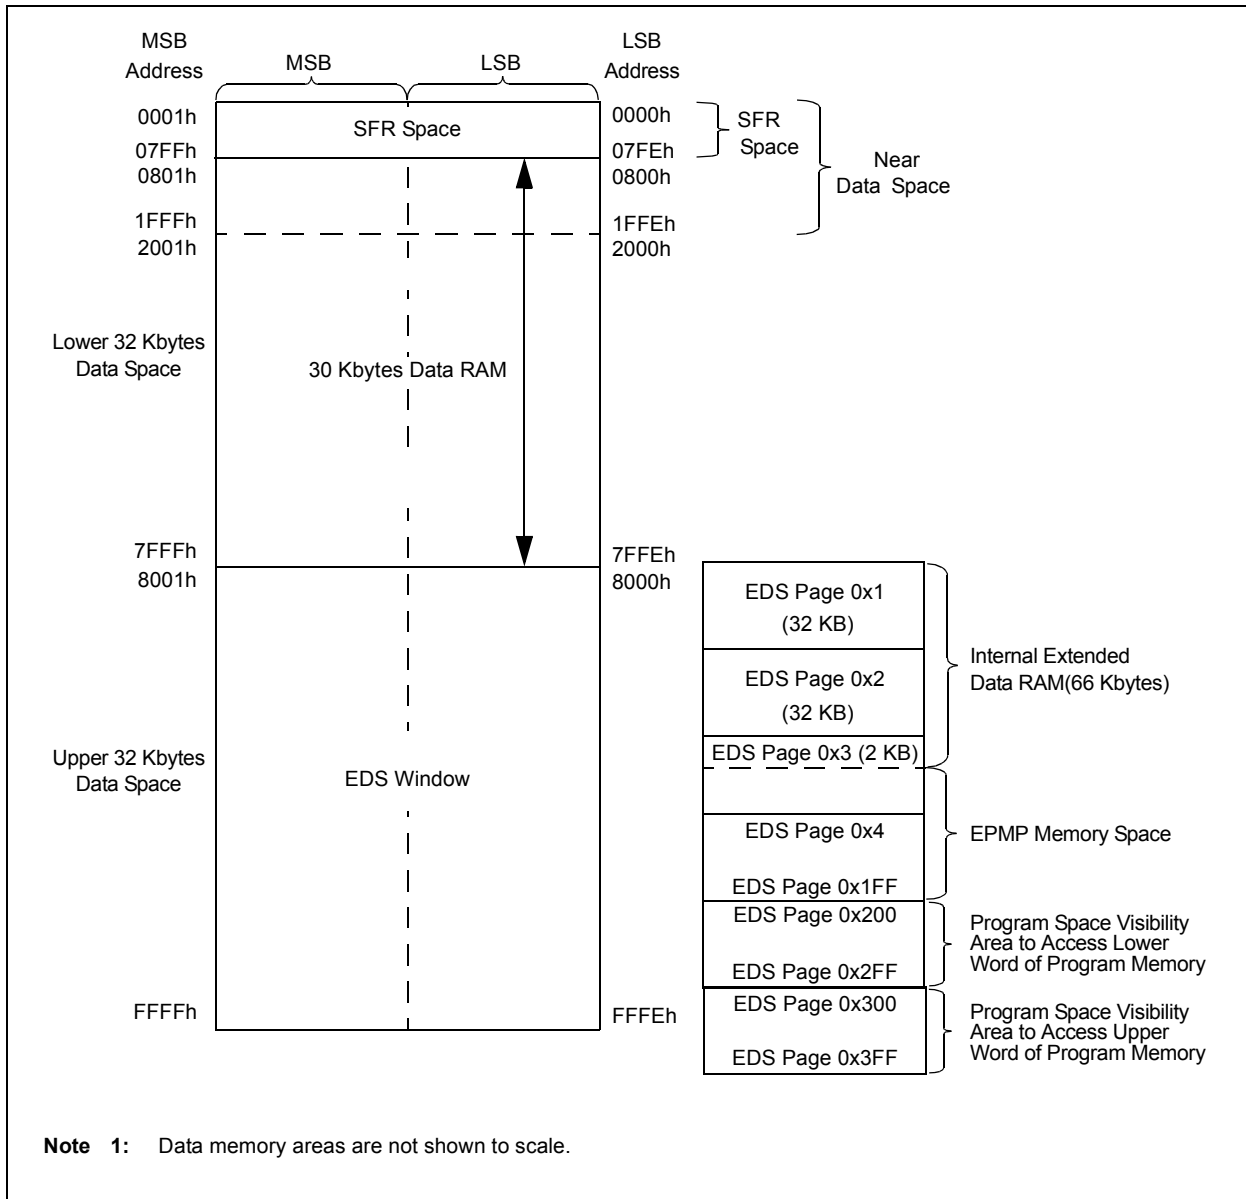 MSB
Address
MSB
LSB
LSB
Address
0001h
SFR Space
0000h
SFR
Space
07FFh
07FEh
0801h
0800h
Near
Data Space
1FFFh
1FFEh
2001h
2000h
Lower 32 Kbytes
Data Space
30 Kbytes Data RAM
7FFFh
7FFEh
8001h
8000h
EDS Page 0x1
(32 KB)
EDS Page 0x2
(32 KB)
EDS Page 0x3 (2 KB)
Internal Extended
Data RAM(66 Kbytes)
Upper 32 Kbytes
Data Space
EDS Window
EDS Page 0x4
EDS Page 0x1FF
EPMP Memory Space
EDS Page 0x200
EDS Page 0x2FF
Program Space Visibility
Area to Access Lower
Word of Program Memory
FFFFh
FFFEh
EDS Page 0x300
EDS Page 0x3FF
Program Space Visibility
Area to Access Upper
Word of Program Memory
Note 1: Data memory areas are not shown to scale.